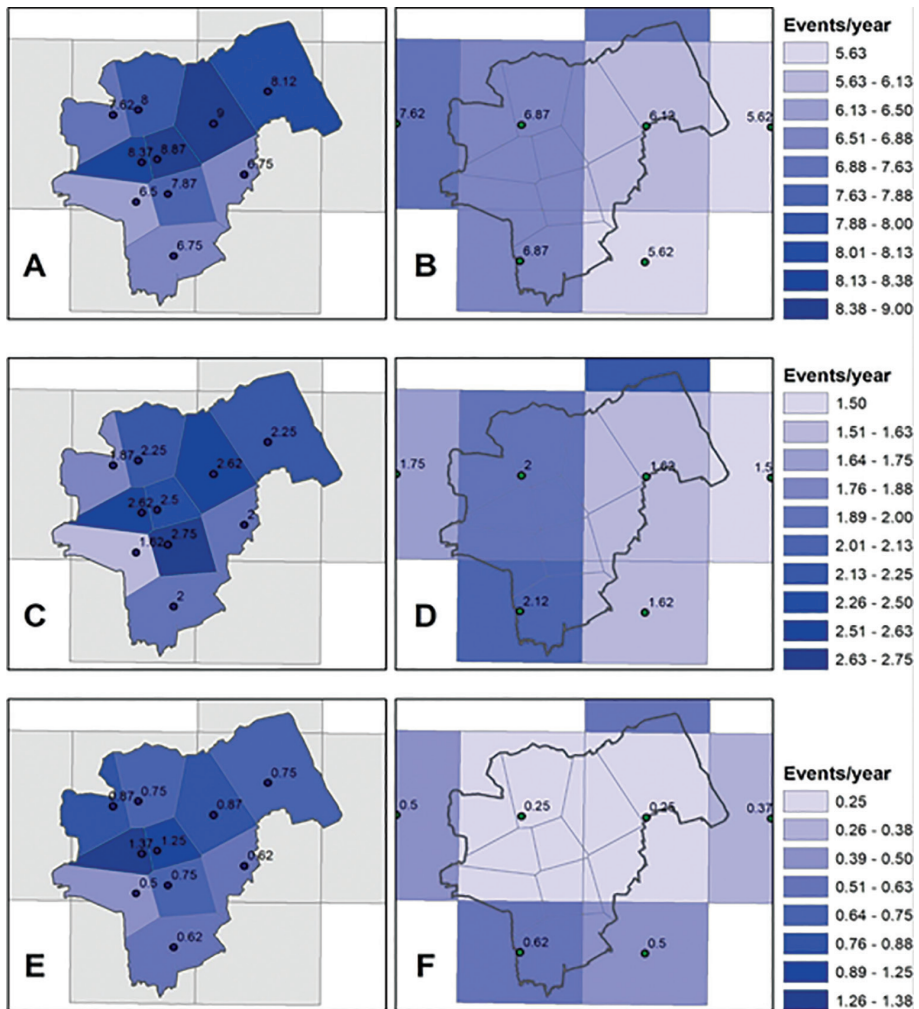 Events/year
5.63
5.63 - 6.13
6.13 - 6.50
6.51 - 6.88
6.88 - 7.63
7.63 - 7.88
7.88 - 8.00
8.01 - 8.13
8.13 - 8.38
8.38 - 9.00
8.12
7.62
8
9
8.37
8.87
6.75
6.5
7.87
6.75
A
7.62
6.87
6.12
5.62
6.87
5.62
B
Events/year
1.50
1.51 - 1.63
1.64 - 1.75
1.76 - 1.88
1.89 - 2.00
2.01 - 2.13
2.13 - 2.25
2.26 - 2.50
2.51 - 2.63
2.63 - 2.75
2.25
1.87
2.25
2.62
2.62
2.5
2
1.62
2.75
2
C
1.75
2
1.62
1.5
2.12
1.62
D
Events/year
0.25
0.26 - 0.38
0.39 - 0.50
0.51 - 0.63
0.64 - 0.75
0.76 - 0.88
0.89 - 1.25
1.26 - 1.38
0.75
0.87
0.75
0.87
1.37
1.25
0.62
0.5
0.75
0.62
E
0.5
0.25
0.25
0.37
0.62
0.5
F